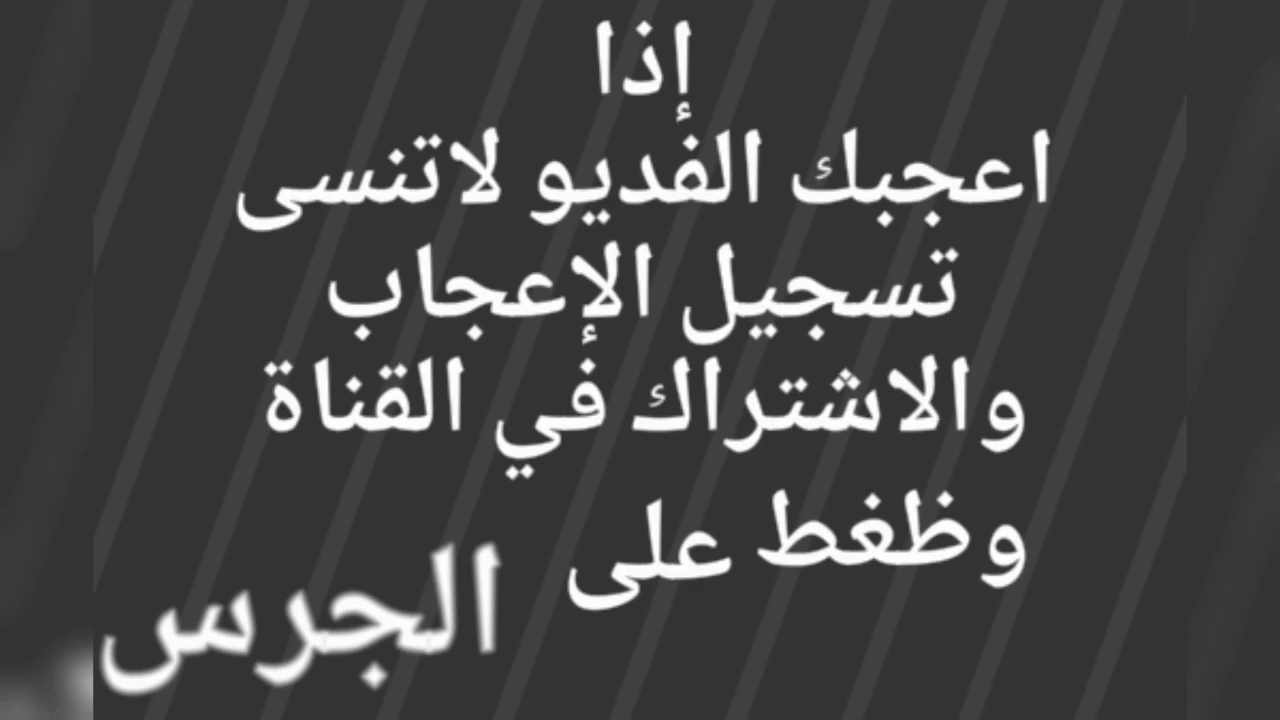 إذا
اعجبك الفديو لاتنسى
تسجيل الإعجاب
والاشتراك في القناة
وظغط على الجرس